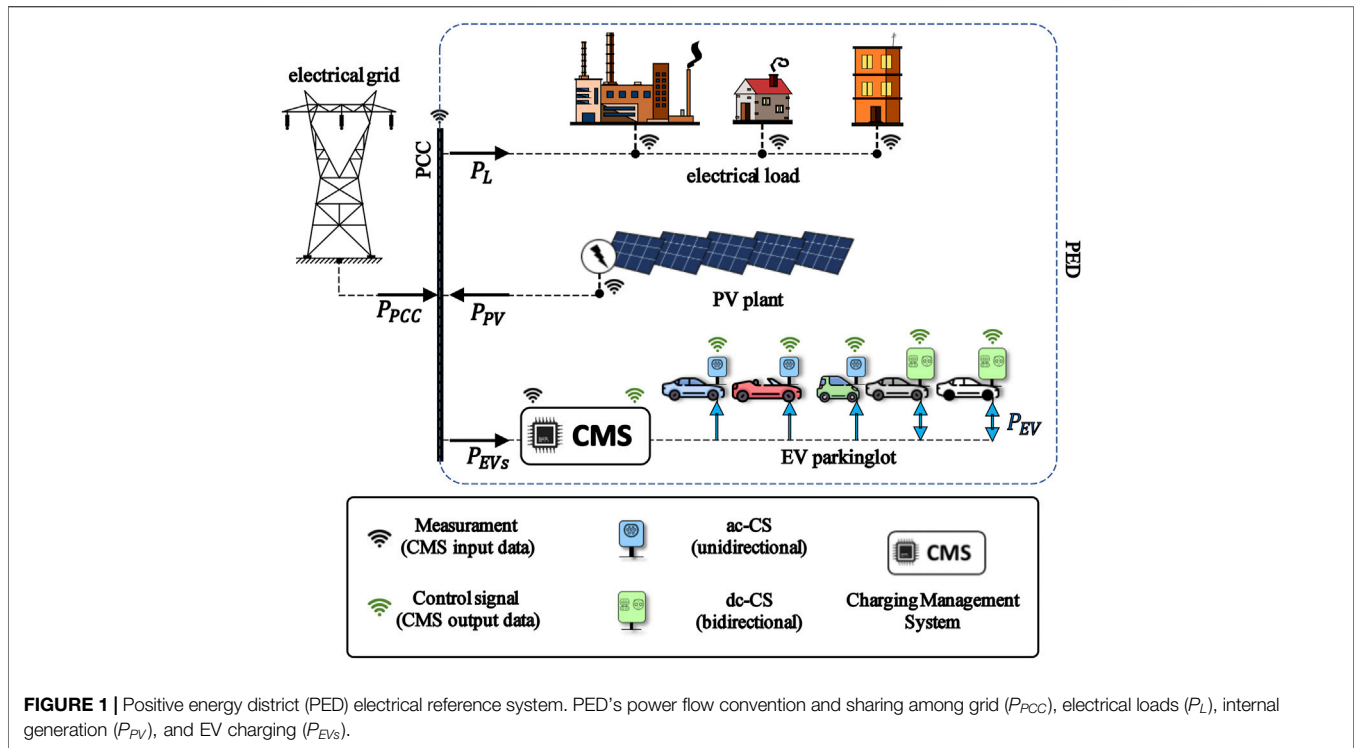 electrical grid
PCC
P_L
electrical load
PED
PV plant
P_PCC
P_PV
P_EV
CMS
P_EVs
EV parkinglot
Measurament
(CMS input data)
ac-CS
(unidirectional)
CMS
Control signal
(CMS output data)
dc-CS
(bidirectional)
Charging Management
System
FIGURE 1 | Positive energy district (PED) electrical reference system. PED's power flow convention and sharing among grid (P_PCC), electrical loads (P_L), internal
generation (P_PV), and EV charging (P_EVs).